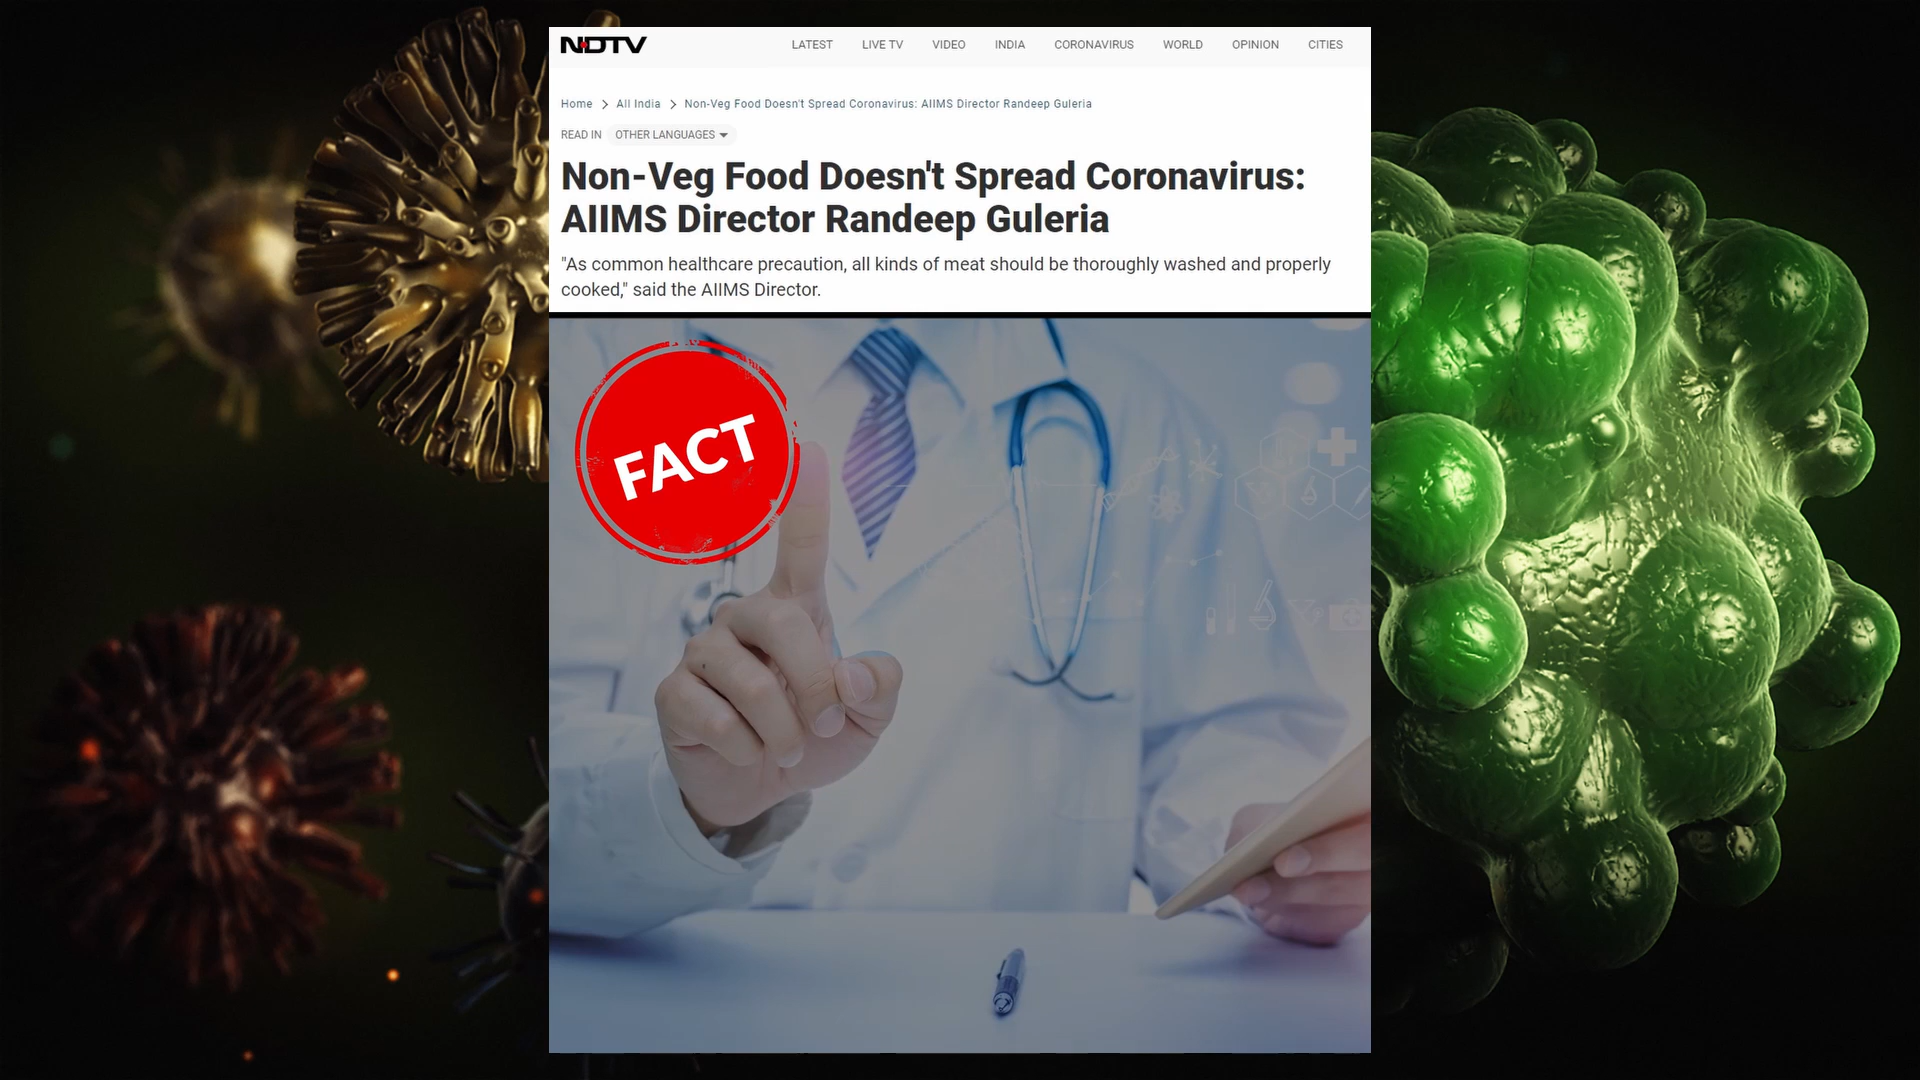 NDTV
LATEST LIVE TV VIDEO INDIA CORONAVIRUS WORLD OPINION CITIES
Home > All India > Non-Veg Food Doesn't Spread Coronavirus: AIIMS Director Randeep Guleria
READ IN OTHER LANGUAGES
Non-Veg Food Doesn't Spread Coronavirus:
AIIMS Director Randeep Guleria
"As common healthcare precaution, all kinds of meat should be thoroughly washed and properly
cooked," said the AIIMS Director.
FACT